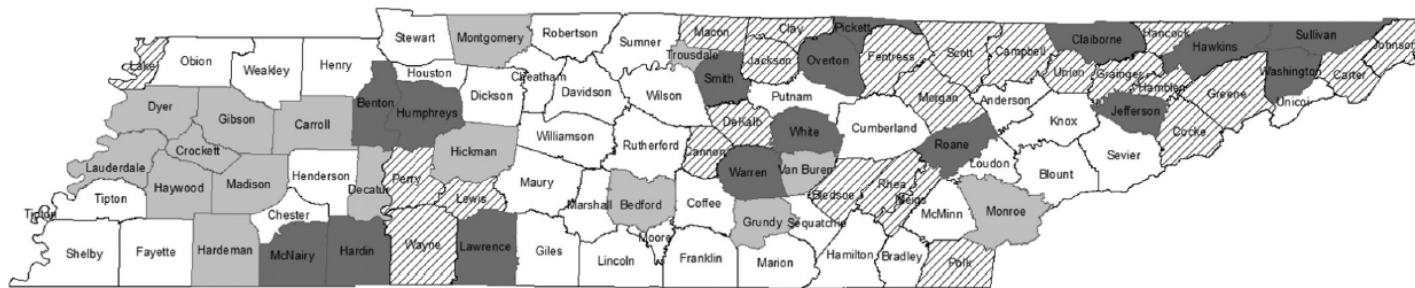 Stewart
Montgomery
Robertson
Sumner
Macon
Clay
Pickett
Claiborne
Hancock
Hawkins
Sullivan
Johnson
Lake
Obion
Weakley
Henry
Houston
Cheatham
Davidson
Trousdale
Smith
Jackson
Overton
Fentress
Scott
Campbell
Union
Grainger
Hamblen
Washington
Carter
Greene
Unicoi
Dyer
Gibson
Carroll
Benton
Humphreys
Dickson
Wilson
Putnam
Morgan
Anderson
Knox
Jefferson
Cocke
Crockett
Williamson
Rutherford
DeKalb
White
Cumberland
Roane
Loudon
Blount
Sevier
Lauderdale
Haywood
Madison
Henderson
Decatur
Perry
Hickman
Lewis
Maury
Cannon
Warren
Van Buren
Bledsoe
Rhea
Meigs
McMinn
Monroe
Tipton
Tipton
Chester
Marshall
Bedford
Coffee
Grundy
Sequatchie
Shelby
Fayette
Hardeman
McNairy
Hardin
Wayne
Lawrence
Giles
Lincoln
Moore
Franklin
Marion
Hamilton
Bradley
Polk